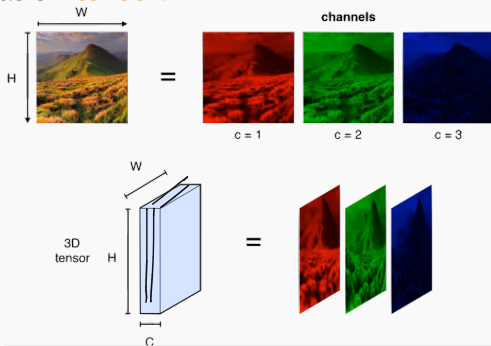 W
channels
H
=
c = 1
c = 2
c = 3
W
3D
tensor
H
=
C